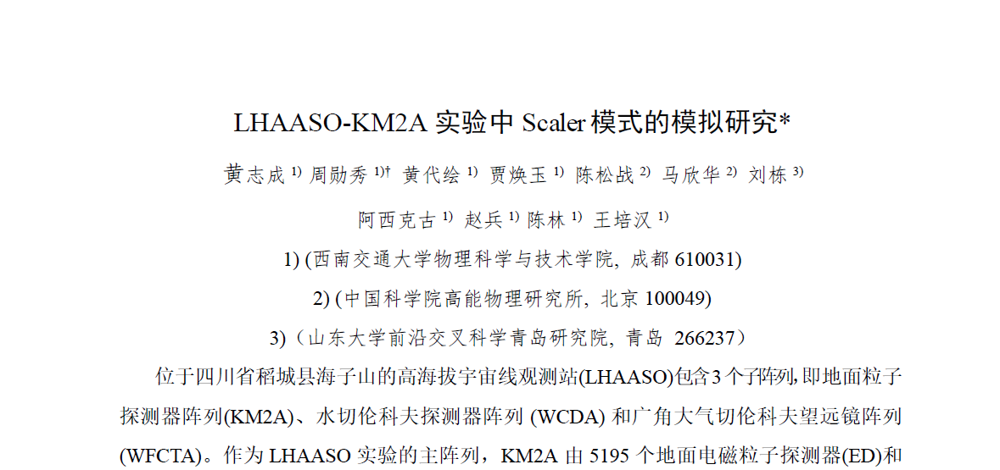 LHAASO-KM2A 实验中 Scaler 模式的模拟研究*
黄志成 1) 周勋秀 1)† 黄代绘 1) 贾焕玉 1) 陈松战 2) 马欣华 2) 刘栋 3)
阿西克古 1) 赵兵 1) 陈林 1) 王培汉 1)
1) (西南交通大学物理科学与技术学院, 成都 610031)
2) (中国科学院高能物理研究所, 北京 100049)
3)（山东大学前沿交叉科学青岛研究院, 青岛 266237）
位于四川省稻城县海子山的高海拔宇宙线观测站(LHAASO)包含 3 个子阵列, 即地面粒子
探测器阵列(KM2A)、水切伦科夫探测器阵列 (WCDA) 和广角大气切伦科夫望远镜阵列
(WFCTA)。作为 LHAASO 实验的主阵列，KM2A 由 5195 个地面电磁粒子探测器(ED)和